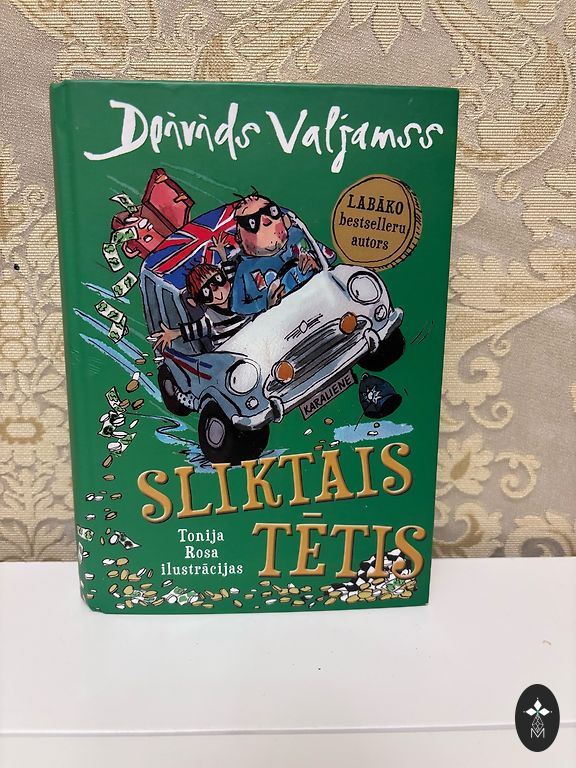 Deivids Valjamss
LABĀKO
bestselleru
autors
KARALIENE
SLIKTAIS
TĒTIS
Tonija
Rosa
ilustrācijas
M